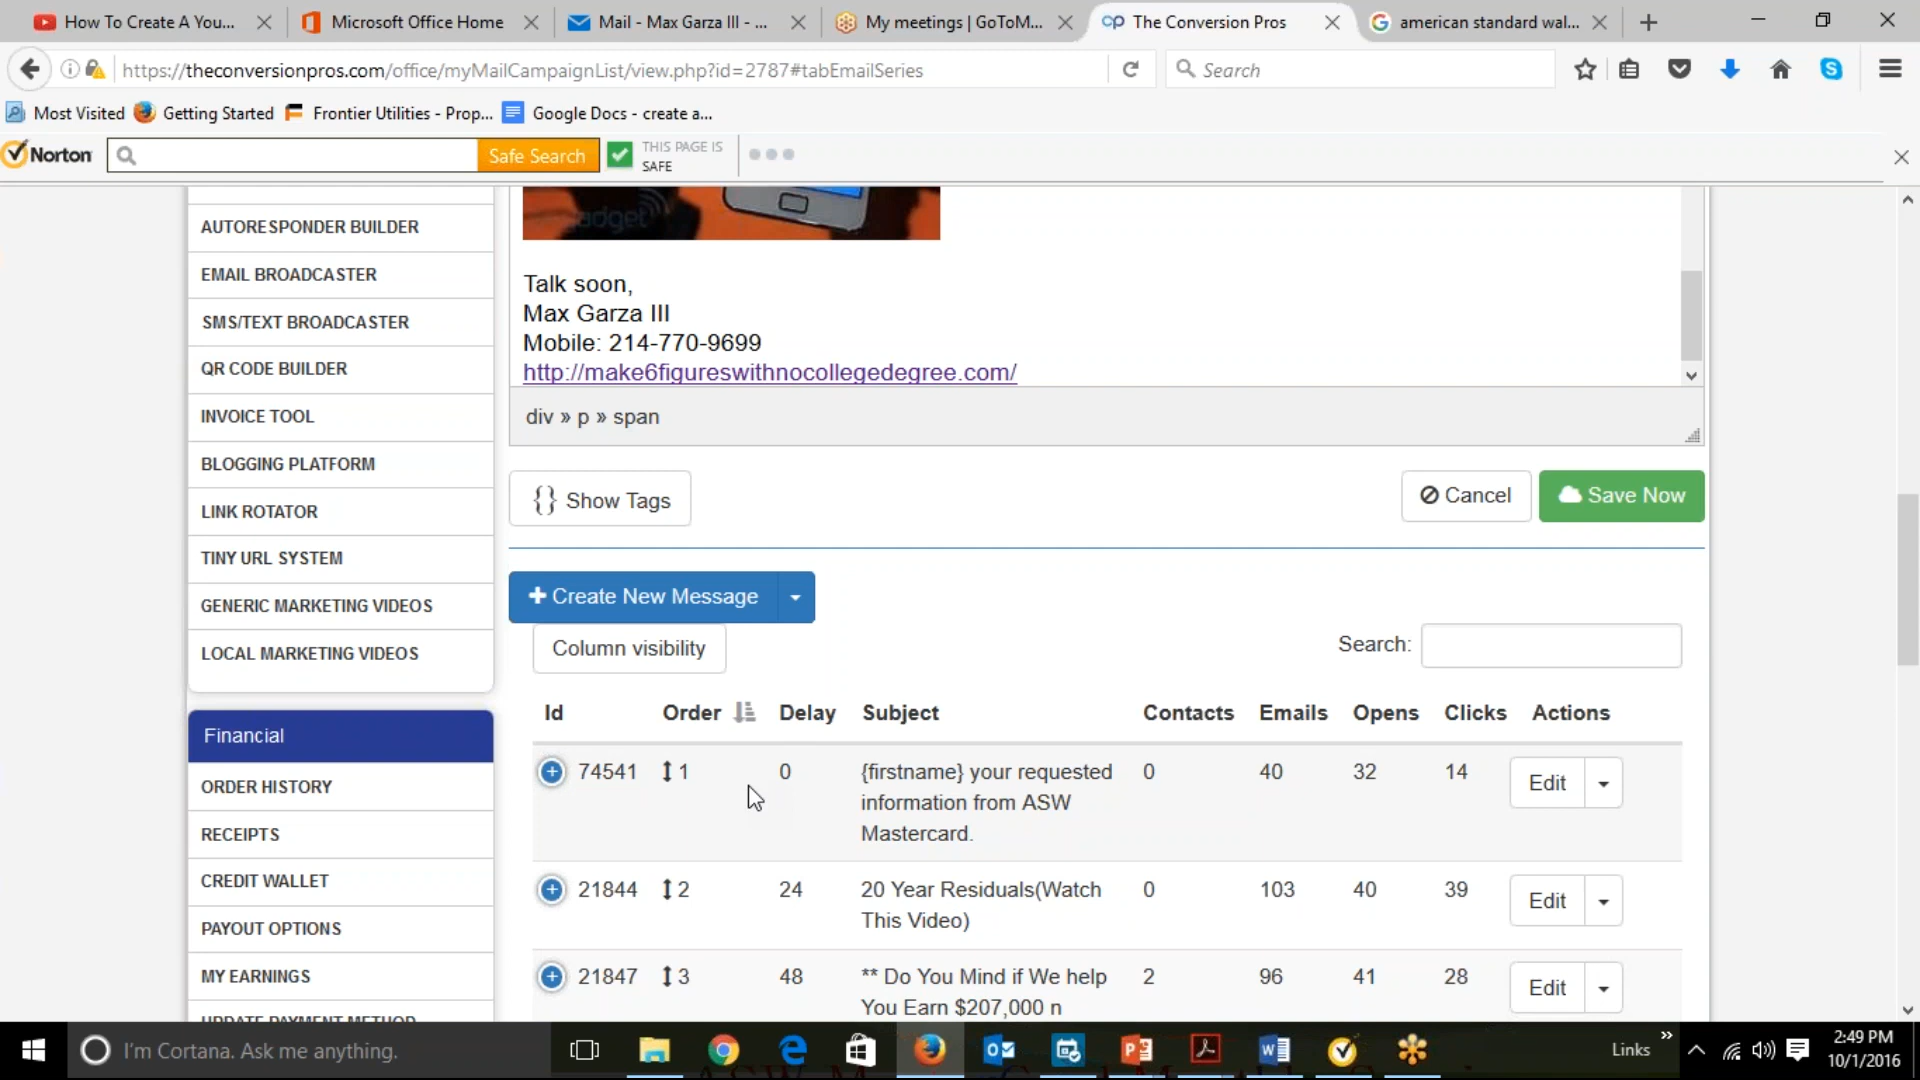 How To Create A You...
Microsoft Office Home
Mail - Max Garza III - ...
My meetings | GoToM...
The Conversion Pros
american standard wal...
https://theconversionpros.com/office/myMailCampaignList/view.php?id=2787#tabEmailSeries
Search
Most Visited
Getting Started
Frontier Utilities - Prop...
Google Docs - create a...
Norton
Safe Search
THIS PAGE IS
SAFE
AUTORESPONDER BUILDER
EMAIL BROADCASTER
SMS/TEXT BROADCASTER
QR CODE BUILDER
INVOICE TOOL
BLOGGING PLATFORM
LINK ROTATOR
TINY URL SYSTEM
GENERIC MARKETING VIDEOS
LOCAL MARKETING VIDEOS
Financial
ORDER HISTORY
RECEIPTS
CREDIT WALLET
PAYOUT OPTIONS
MY EARNINGS
UPDATE PAYMENT METHOD
Talk soon,
Max Garza III
Mobile: 214-770-9699
http://make6figureswithnocollegedegree.com/
div » p » span
{} Show Tags
Cancel
Save Now
Create New Message
Column visibility
Search:
Id Order Delay Subject Contacts Emails Opens Clicks Actions
74541 1 0 {firstname} your requested 0 40 32 14 Edit
information from ASW
Mastercard.
21844 2 24 20 Year Residuals(Watch 0 103 40 39 Edit
This Video)
21847 3 48 ** Do You Mind if We help 2 96 41 28 Edit
You Earn $207,000 n
I'm Cortana. Ask me anything.
Links
2:49 PM
10/1/2016